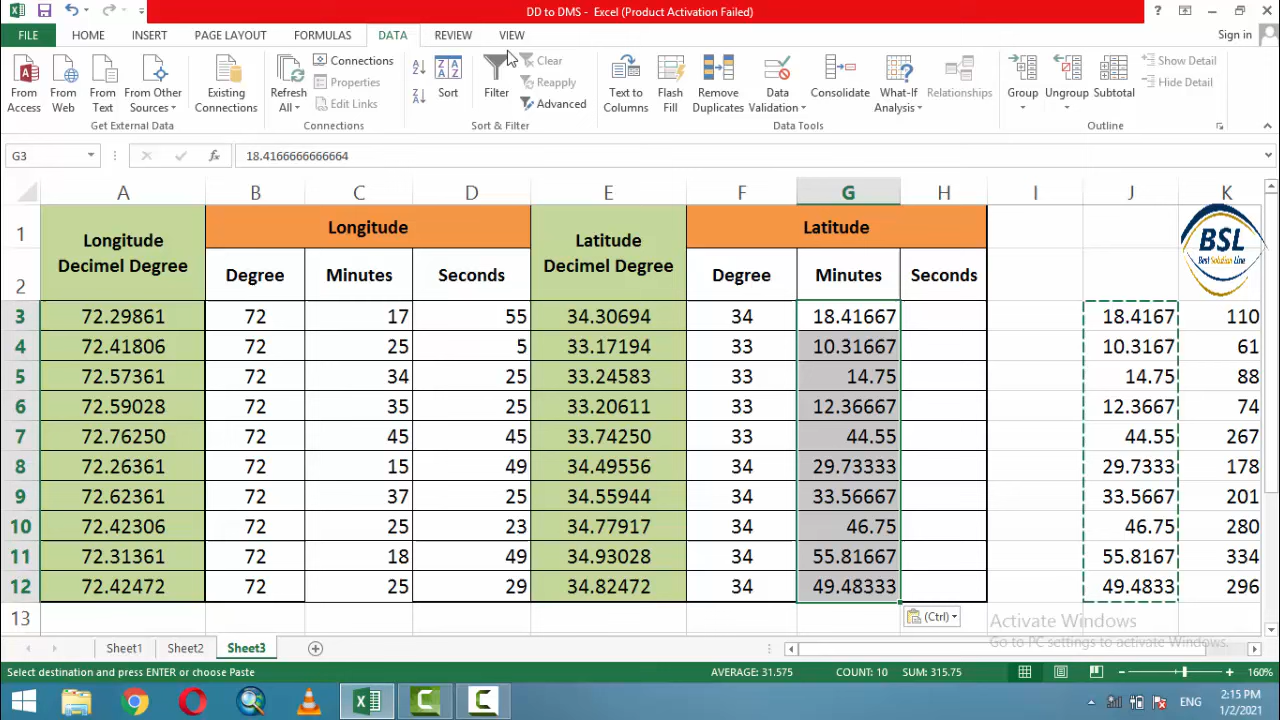 DD to DMS - Excel (Product Activation Failed)
FILE HOME INSERT PAGE LAYOUT FORMULAS DATA REVIEW VIEW Sign in
From Access
From Web
From Text
From Other Sources
Existing Connections
Get External Data
Refresh All
Connections
Properties
Edit Links
Connections
Sort
Filter
Clear
Reapply
Advanced
Sort & Filter
Text to Columns
Flash Fill
Remove Duplicates
Data Validation
Consolidate
What-If Analysis
Relationships
Data Tools
Group
Ungroup
Subtotal
Show Detail
Hide Detail
Outline
G3 fx 18.4166666666664
A B C D E F G H I J K
1 Longitude Decimel Degree Longitude Latitude Decimel Degree Latitude
BSL
Best Solution Line
2 Degree Minutes Seconds Degree Minutes Seconds
3 72.29861 72 17 55 34.30694 34 18.41667 18.4167 110
4 72.41806 72 25 5 33.17194 33 10.31667 10.3167 61
5 72.57361 72 34 25 33.24583 33 14.75 14.75 88
6 72.59028 72 35 25 33.20611 33 12.36667 12.3667 74
7 72.76250 72 45 45 33.74250 33 44.55 44.55 267
8 72.26361 72 15 49 34.49556 34 29.73333 29.7333 178
9 72.62361 72 37 25 34.55944 34 33.56667 33.5667 201
10 72.42306 72 25 23 34.77917 34 46.75 46.75 280
11 72.31361 72 18 49 34.93028 34 55.81667 55.8167 334
12 72.42472 72 25 29 34.82472 34 49.48333 49.4833 296
13
(Ctrl)
Activate Windows
Go to PC settings to activate Windows.
Sheet1 Sheet2 Sheet3
Select destination and press ENTER or choose Paste AVERAGE: 31.575 COUNT: 10 SUM: 315.75 160%
ENG
2:15 PM
1/2/2021